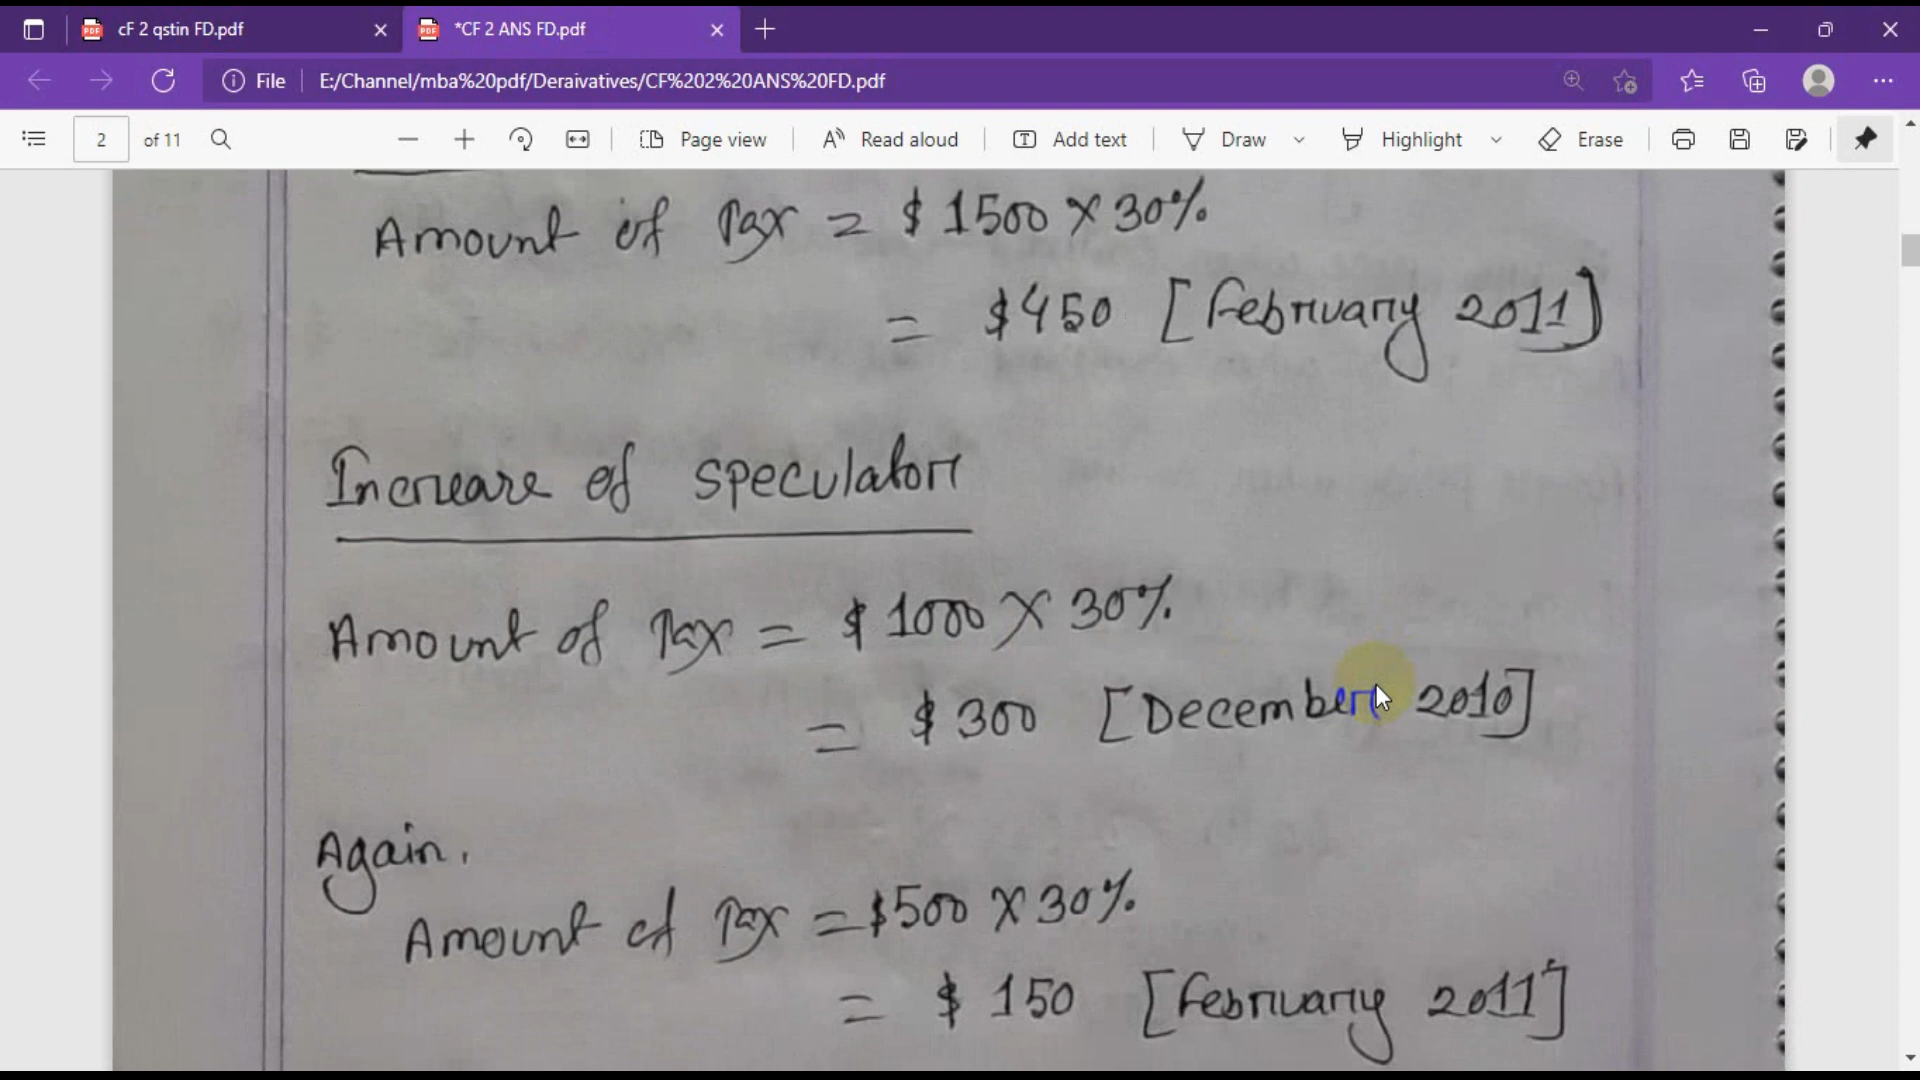 cF 2 qstin FD.pdf
*CF 2 ANS FD.pdf
File
E:/Channel/mba%20pdf/Deraivatives/CF%202%20ANS%20FD.pdf
2 of 11
Page view
Read aloud
Add text
Draw
Highlight
Erase
Amount of Tax = $ 1500 × 30%
= $450 [February 2011]
Increare of speculatorr
Amount of Tax = $ 1000 × 30%
= $ 300 [December 2010]
Again,
Amount of Tax = $500 × 30%
= $ 150 [February 2011]